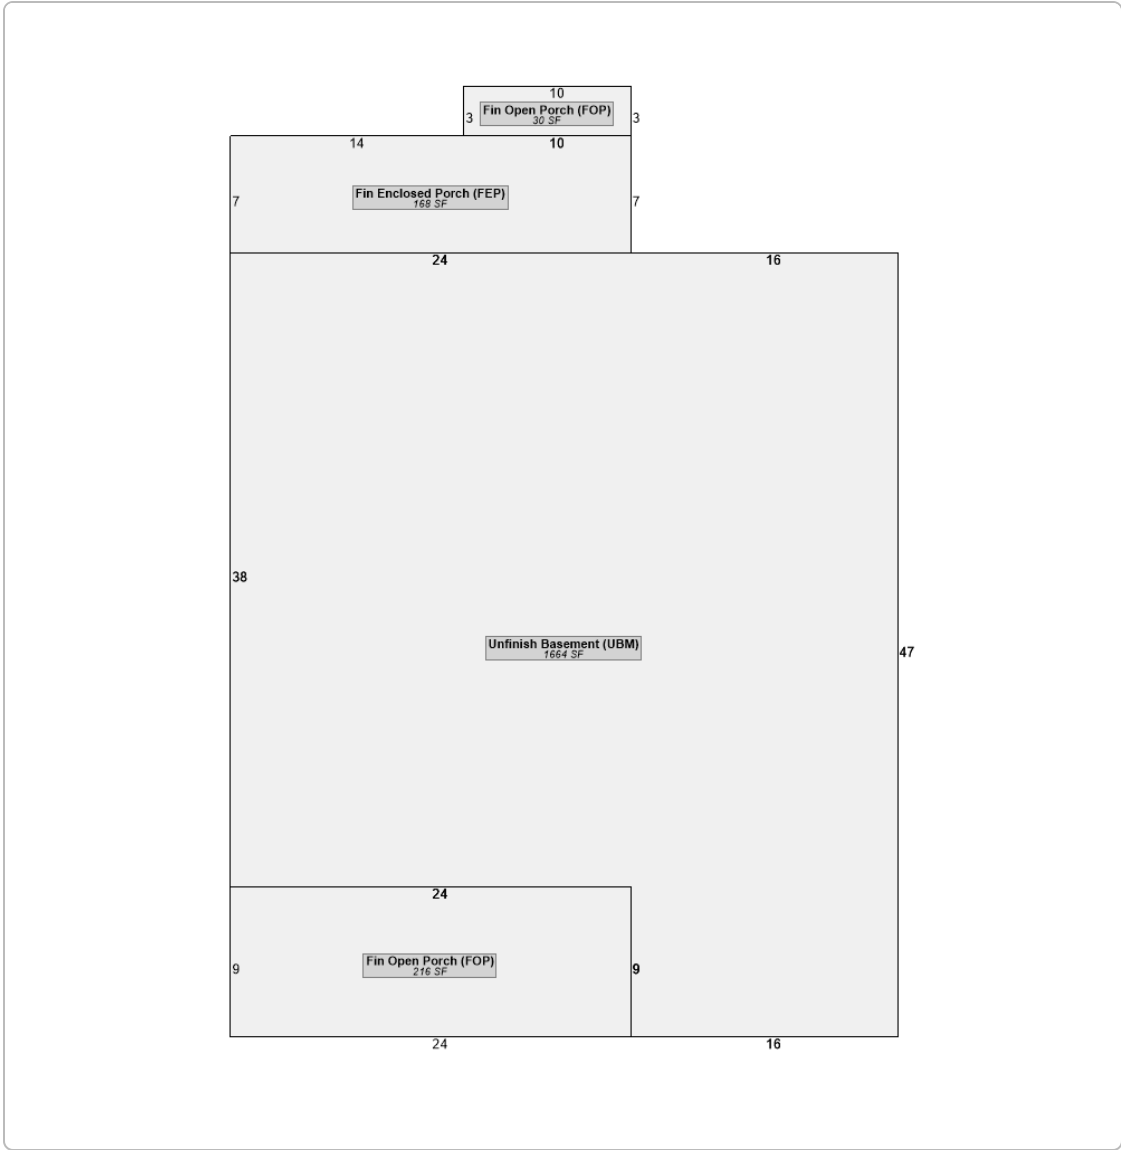 10
Fin Open Porch (FOP)
30 SF
3 3
14 10
Fin Enclosed Porch (FEP)
168 SF
7 7
24 16
38
Unfinish Basement (UBM)
1664 SF
47
24
Fin Open Porch (FOP)
216 SF
9 9
24 16